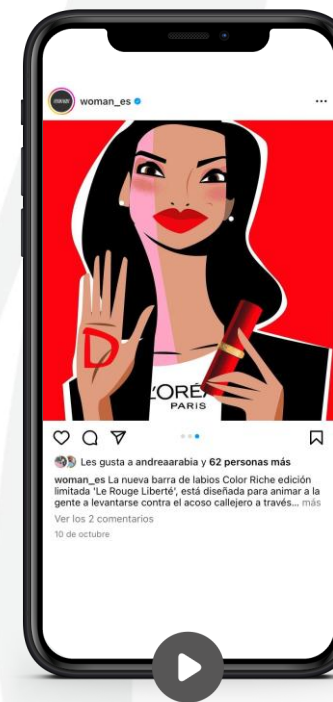 woman_es
D
L'ORÉA
PARIS
Les gusta a andreaarabia y 62 personas más
woman_es La nueva barra de labios Color Riche edición
limitada 'Le Rouge Liberté', está diseñada para animar a la
gente a levantarse contra el acoso callejero a través... más
Ver los 2 comentarios
10 de octubre